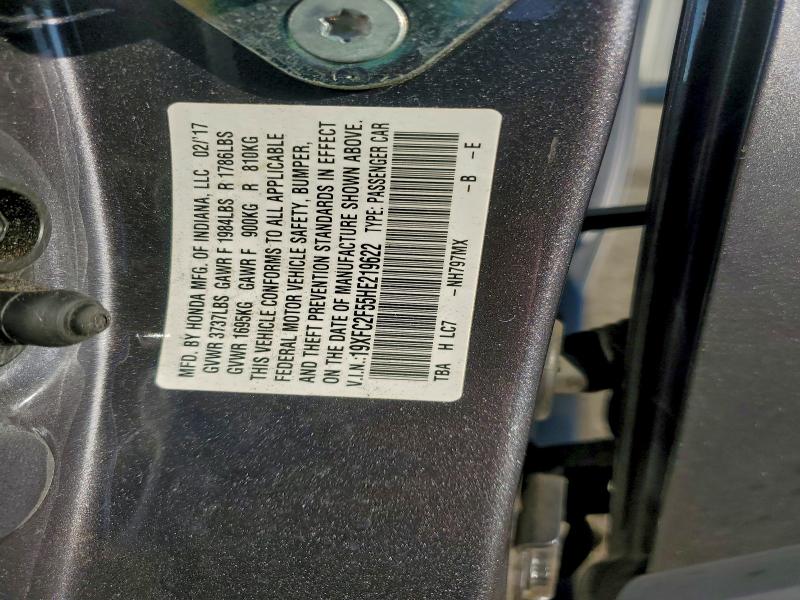 MFD. BY HONDA MFG. OF INDIANA, LLC 02/'17
GVWR 3737LBS GAWR F 1984LBS R 1786LBS
GVWR 1695KG GAWR F 900KG R 810KG
THIS VEHICLE CONFORMS TO ALL APPLICABLE
FEDERAL MOTOR VEHICLE SAFETY, BUMPER,
AND THEFT PREVENTION STANDARDS IN EFFECT
ON THE DATE OF MANUFACTURE SHOWN ABOVE.
V.I.N.:19XFC2F55HE219622 TYPE: PASSENGER CAR
TBA H LC7 -NH797MX -B -E